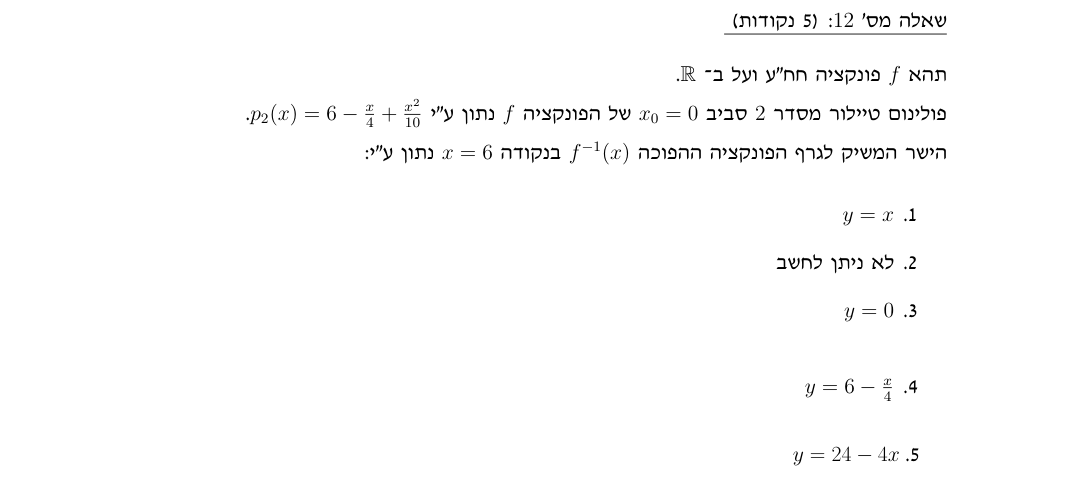 שאלה מס' 12: (5 נקודות)
תהא f פונקציה חח"ע ועל ב־ ℝ.
פולינום טיילור מסדר 2 סביב x₀ = 0 של הפונקציה f נתון ע"י p₂(x) = 6 − x/4 + x²/10.
הישר המשיק לגרף הפונקציה ההפוכה f⁻¹(x) בנקודה x = 6 נתון ע"י:
1. y = x
2. לא ניתן לחשב
3. y = 0
4. y = 6 − x/4
5. y = 24 − 4x